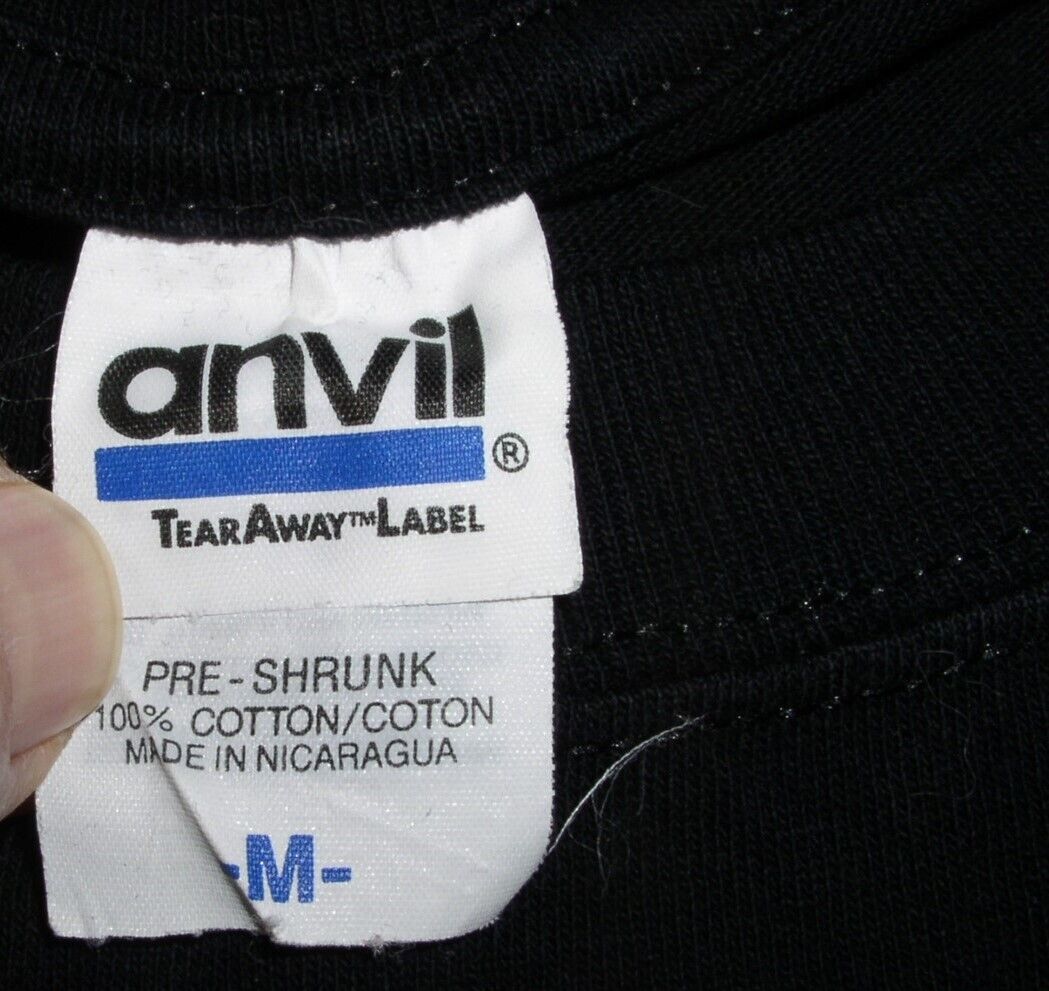 anvil®
TEARAWAY™LABEL
PRE-SHRUNK
100% COTTON/COTON
MADE IN NICARAGUA
-M-